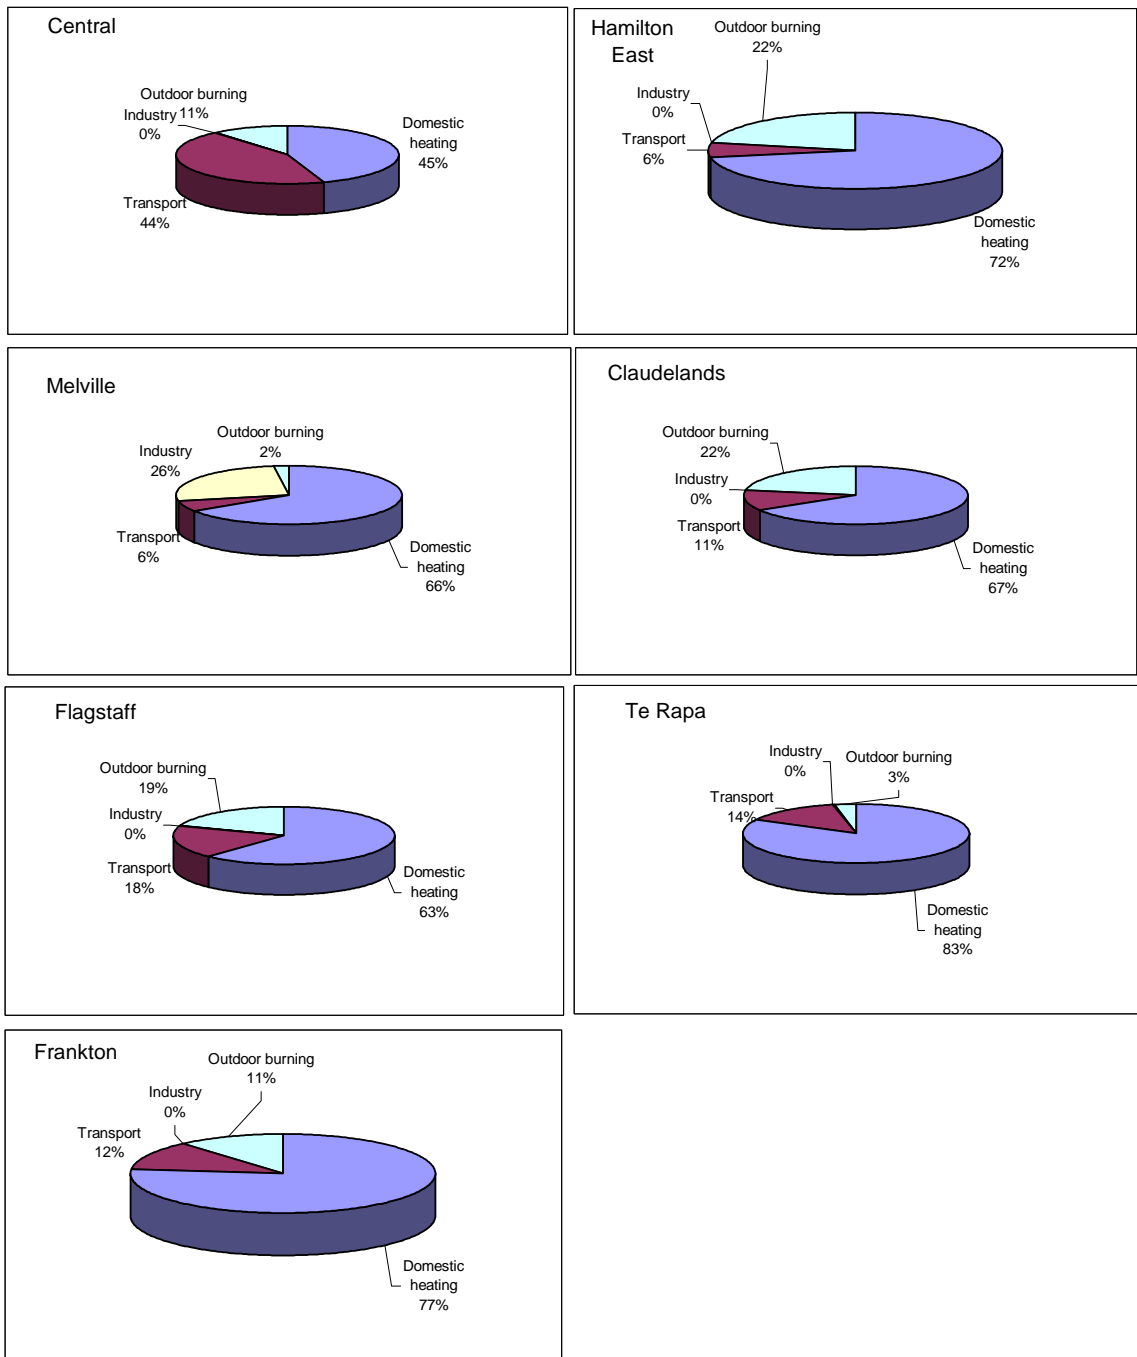 Central
Outdoor burning
11%
Industry
0%
Domestic
heating
45%
Transport
44%
Hamilton
East
Outdoor burning
22%
Industry
0%
Transport
6%
Domestic
heating
72%
Melville
Outdoor burning
2%
Industry
26%
Transport
6%
Domestic
heating
66%
Claudelands
Outdoor burning
22%
Industry
0%
Transport
11%
Domestic
heating
67%
Flagstaff
Outdoor burning
19%
Industry
0%
Transport
18%
Domestic
heating
63%
Te Rapa
Industry
0%
Outdoor burning
3%
Transport
14%
Domestic
heating
83%
Frankton
Outdoor burning
11%
Industry
0%
Transport
12%
Domestic
heating
77%